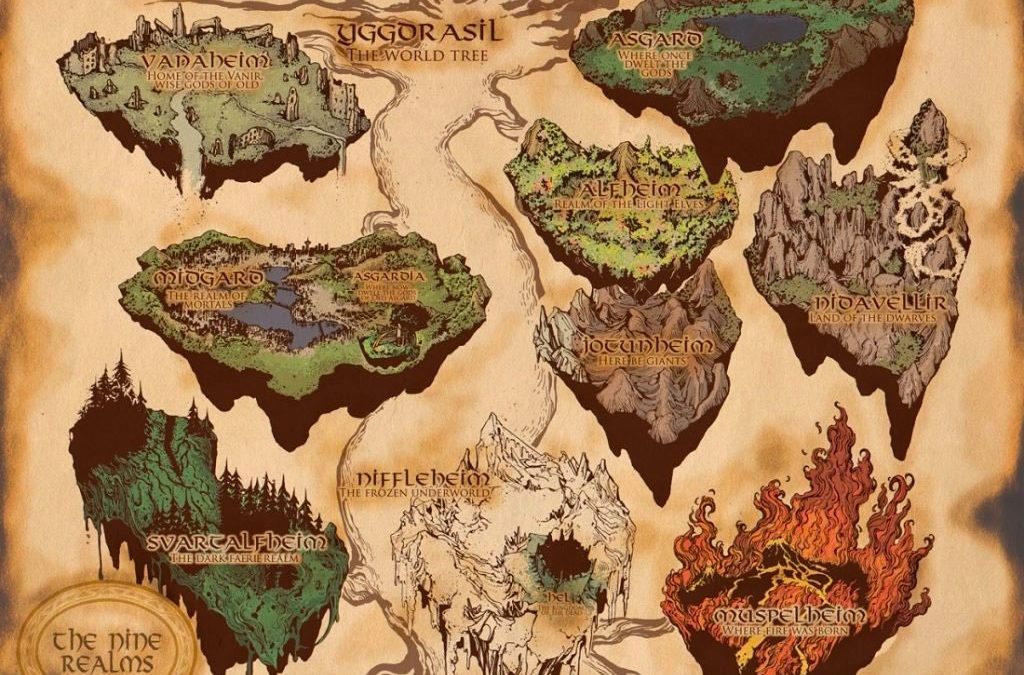 YGGDRASIL
THE WORLD TREE
VANAHEIM
HOME OF THE VANIR
WISE GODS OF OLD
ASGARD
WHERE ONCE
DWELT THE
GODS
ALFHEIM
REALM OF THE LIGHT ELVES
MIDGARD
THE REALM OF
MORTALS
ASGARDIA
NIDAVELLIR
LAND OF THE DWARVES
JOTUNHEIM
HERE BE GIANTS
NIFFLEHEIM
THE FROZEN UNDERWORLD
SVARTALFHEIM
THE DARK FAERIE REALM
HEL
MUSPELHEIM
WHERE FIRE WAS BORN
THE NINE
REALMS